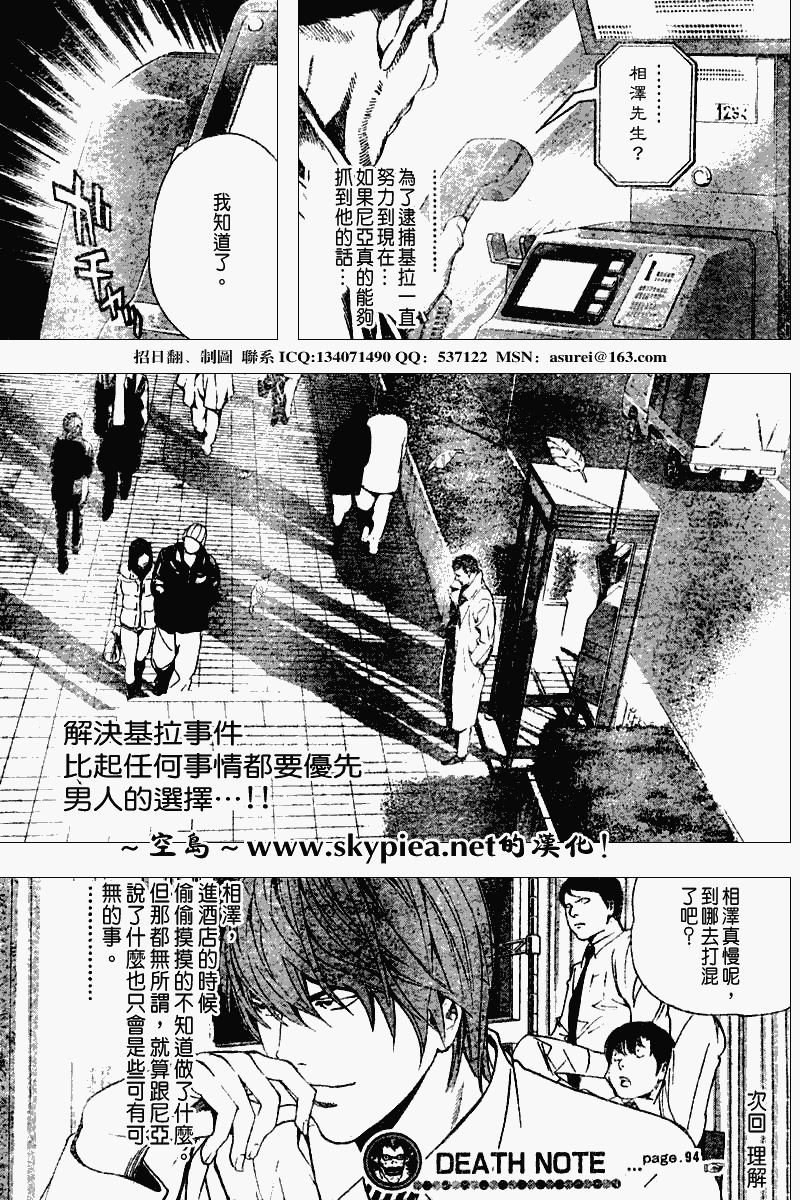 相澤先生？
129
…………
為了逮捕基拉一直
努力到現在…
如果尼亞真的能夠
抓到他的話…
我知道了。
招日翻、制圖 聯系 ICQ:134071490 QQ: 537122 MSN: asurei@163.com
解決基拉事件
比起任何事情都要優先
男人的選擇…!!
~空島~www.skypiea.net的漢化!
相澤真慢呢，
到哪去打混
了吧？
相澤，
進酒店的時候
偷偷摸摸的不知道做了什麼。
但那都無所謂，就算跟尼亞
說了什麼也只會是些可有可
無的事。
…………
DEATH NOTE ...page.94
次回 理解